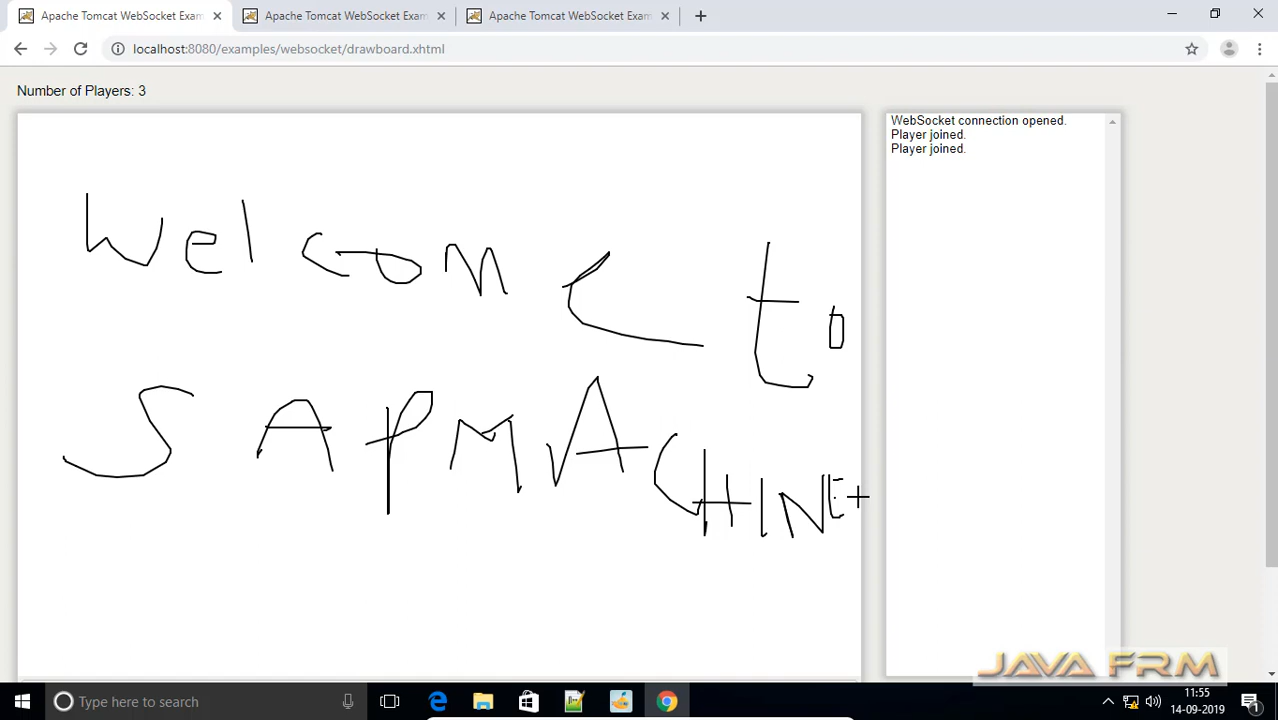 Apache Tomcat WebSocket Exam
Apache Tomcat WebSocket Exam
Apache Tomcat WebSocket Exam
localhost:8080/examples/websocket/drawboard.xhtml
Number of Players: 3
WebSocket connection opened.
Player joined.
Player joined.
Welcome to
SAPMACHINE
JAVA FRM
Type here to search
11:55
14-09-2019
1